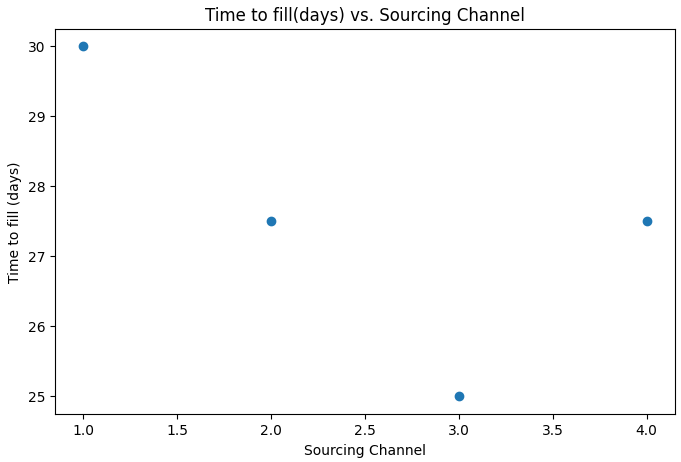 Time to fill(days) vs. Sourcing Channel
30
29
28
27
26
25
Time to fill (days)
1.0 1.5 2.0 2.5 3.0 3.5 4.0
Sourcing Channel